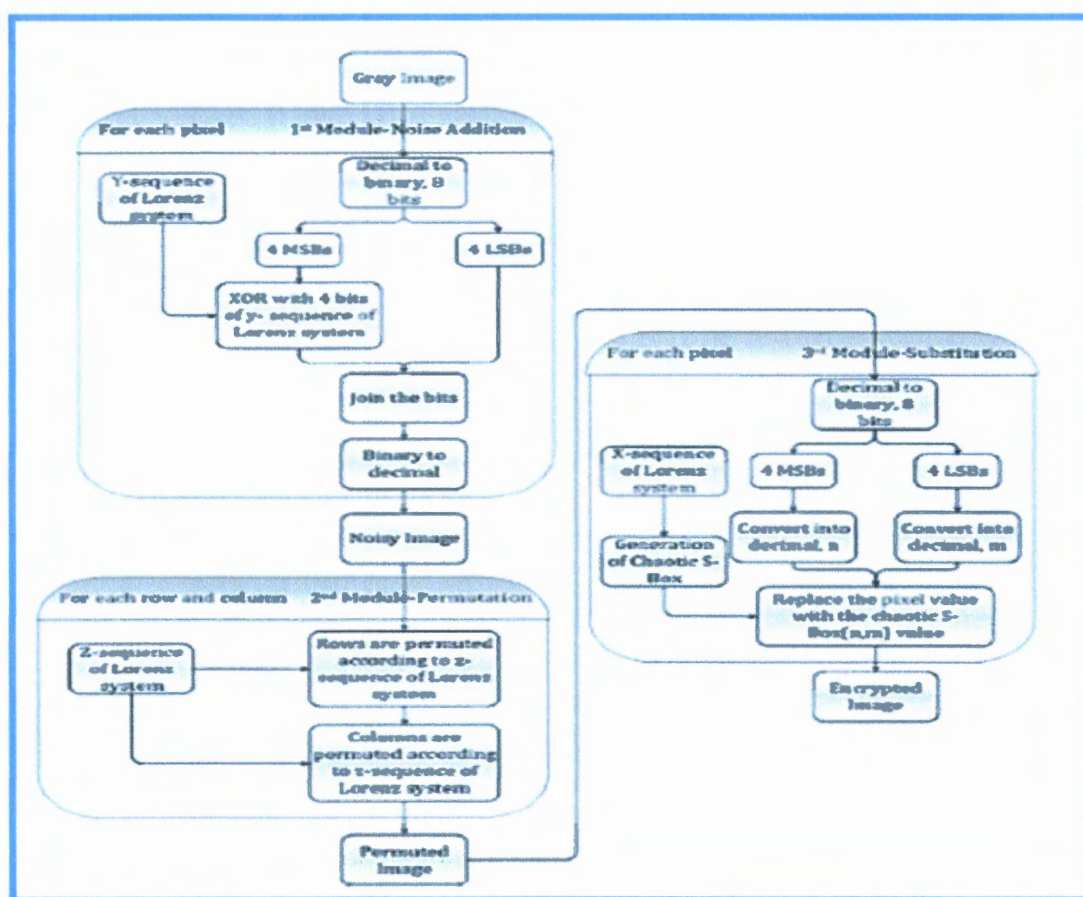 Gray Image
For each pixel 1st Module-Noise Addition
Decimal to
binary, 8
bits
Y-sequence
of Lorenz
system
4 MSBs
4 LSBs
XOR with 4 bits
of y- sequence of
Lorenz system
Join the bits
Binary to
decimal
Noisy Image
For each row and column 2nd Module-Permutation
Z-sequence
of Lorenz
system
Rows are permuted
according to z-
sequence of Lorenz
system
Columns are
permuted according
to z-sequence of
Lorenz system
Permuted
Image
For each pixel 3rd Module-Substitution
Decimal to
binary, 8
bits
X-sequence
of Lorenz
system
4 MSBs
4 LSBs
Generation
of Chaotic S-
Box
Convert into
decimal, n
Convert into
decimal, m
Replace the pixel value
with the chaotic S-
Box(n,m) value
Encrypted
Image